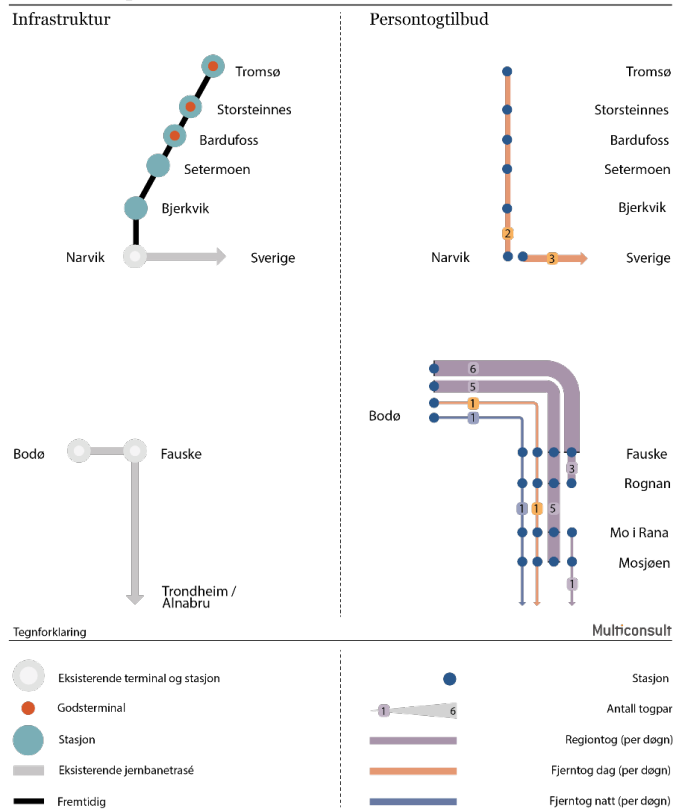 Infrastruktur
Tromsø
Storsteinnes
Bardufoss
Setermoen
Bjerkvik
Narvik
Sverige
Bodø
Fauske
Trondheim /
Alnabru
Persontogtilbud
Tromsø
Storsteinnes
Bardufoss
Setermoen
Bjerkvik
2
Narvik
3
Sverige
6
5
1
1
Bodø
Fauske
3
Rognan
1
1
5
Mo i Rana
Mosjøen
1
Tegnforklaring
Multiconsult
Eksisterende terminal og stasjon
Godsterminal
Stasjon
Eksisterende jernbanetrasé
Fremtidig
Stasjon
1
6
Antall togpar
Regiontog (per døgn)
Fjerntog dag (per døgn)
Fjerntog natt (per døgn)